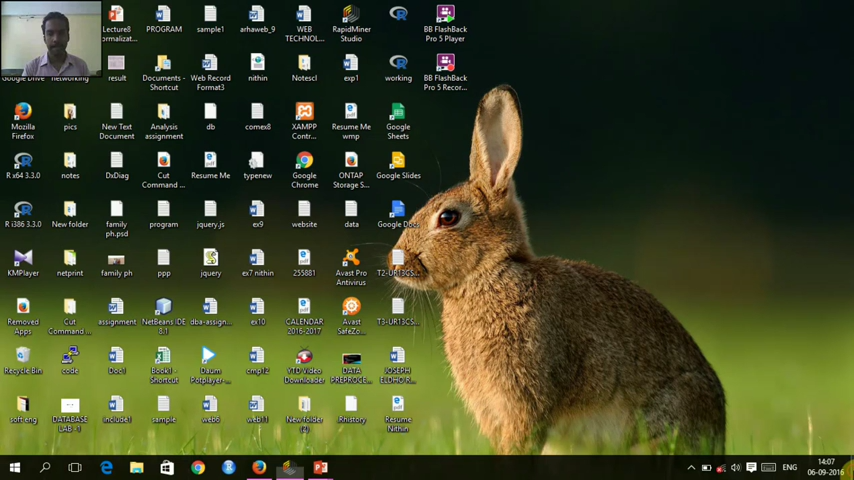 Lecture8
PROGRAM
sample1
arhaweb_9
WEB
TECHNOL...
RapidMiner
Studio
R
BB FlashBack
Pro 5 Player
Google Drive
networking
result
Documents -
Shortcut
Web Record
Format3
nithin
Notescl
exp1
working
BB FlashBack
Pro 5 Recor...
Mozilla
Firefox
pics
New Text
Document
Analysis
assignment
db
comex8
XAMPP
Contr...
Resume Me
wmp
Google
Sheets
R x64 3.3.0
notes
DxDiag
Cut
Command ...
Resume Me
typenew
Google
Chrome
ONTAP
Storage S...
Google Slides
R i386 3.3.0
New folder
family
ph.psd
program
jquery.js
ex9
website
data
Google Docs
KMPlayer
netprint
family ph
ppp
jquery
ex7 nithin
255881
Avast Pro
Antivirus
T2-UR13CS...
Removed
Apps
Cut
Command ...
assignment
NetBeans IDE
8.1
dba-assign...
ex10
CALENDAR
2016-2017
Avast
SafeZo...
T3-UR13CS...
Recycle Bin
code
Doc1
Book1 -
Shortcut
Daum
Potplayer-...
cmp12
YTD Video
Downloader
DATA
PREPROCE...
JOSEPH
ELDHO R...
soft eng
DATABASE
LAB -1
include1
sample
web6
web11
New folder
(2)
.Rhistory
Resume
Nithin
ENG
14:07
06-09-2016